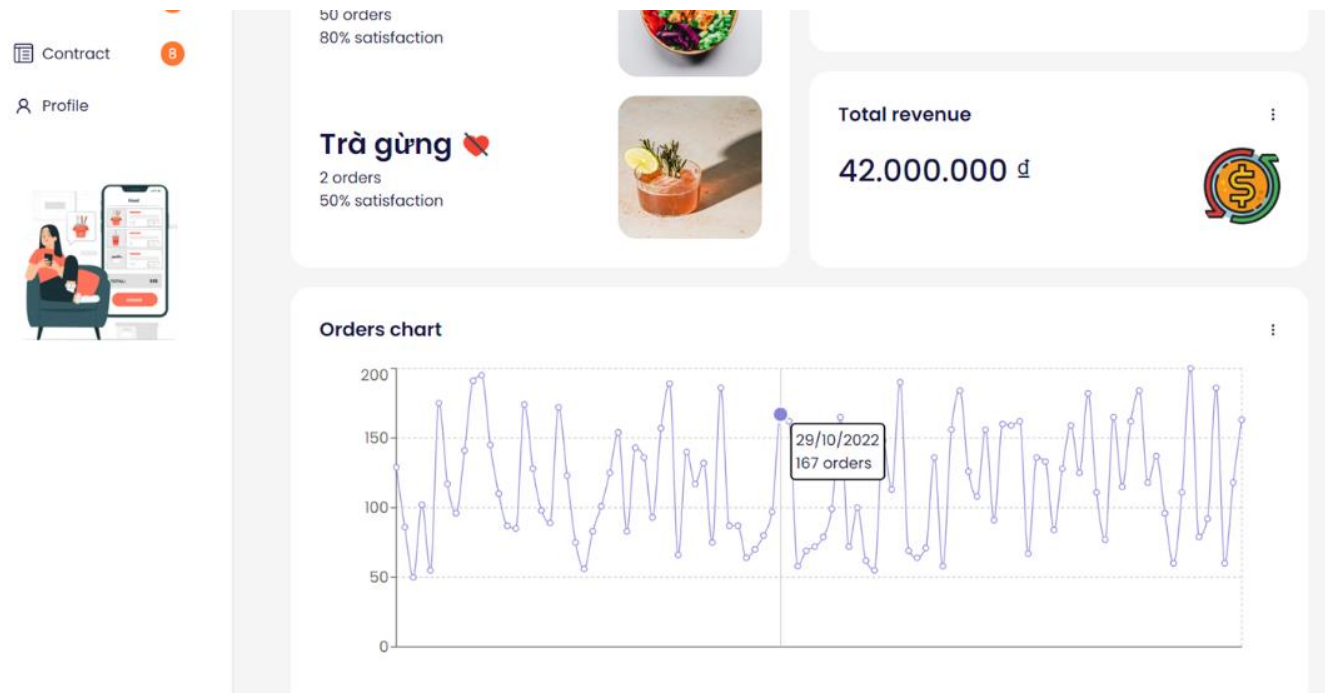 50 orders
80% satisfaction
Contract
8
Profile
Trà gừng
2 orders
50% satisfaction
Total revenue
42.000.000 ₫
Orders chart
200
150
100
50
0
29/10/2022
167 orders